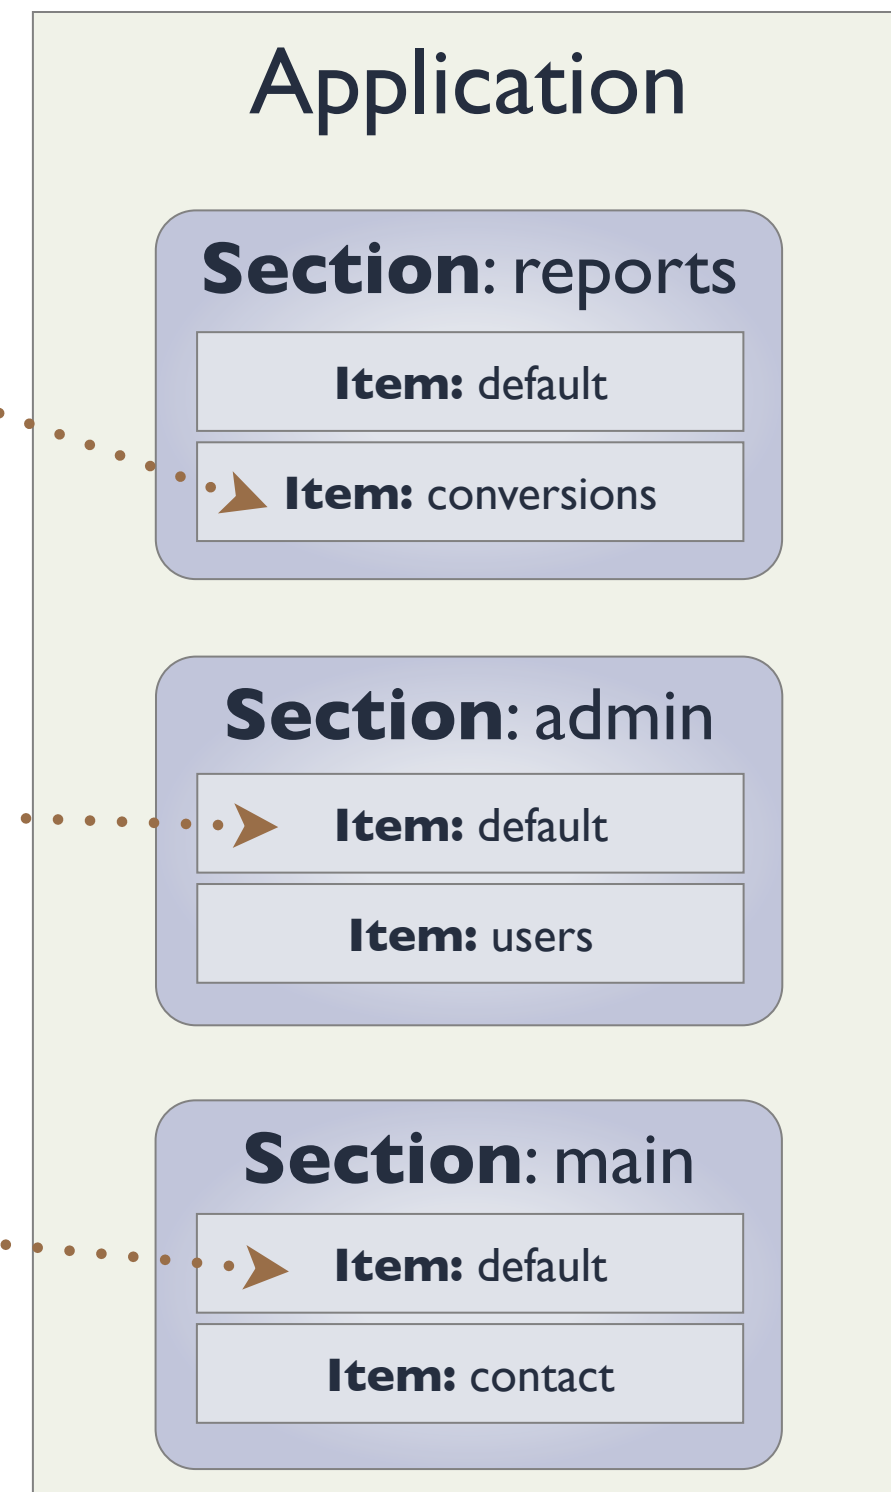 Application
Section: reports
Item: default
Item: conversions
Section: admin
Item: default
Item: users
Section: main
Item: default
Item: contact